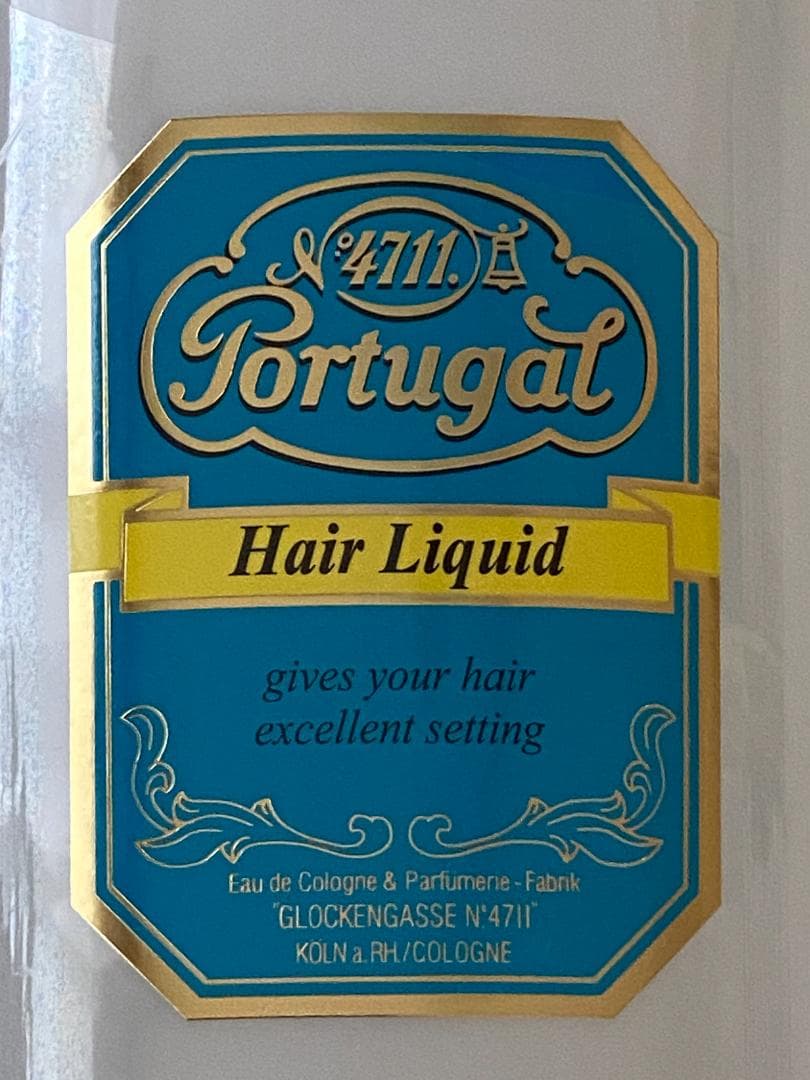 Nº4711.
Portugal
Hair Liquid
gives your hair
excellent setting
Eau de Cologne & Parfümerie-Fabrik
"GLOCKENGASSE N°4711"
KÖLN a.RH./COLOGNE